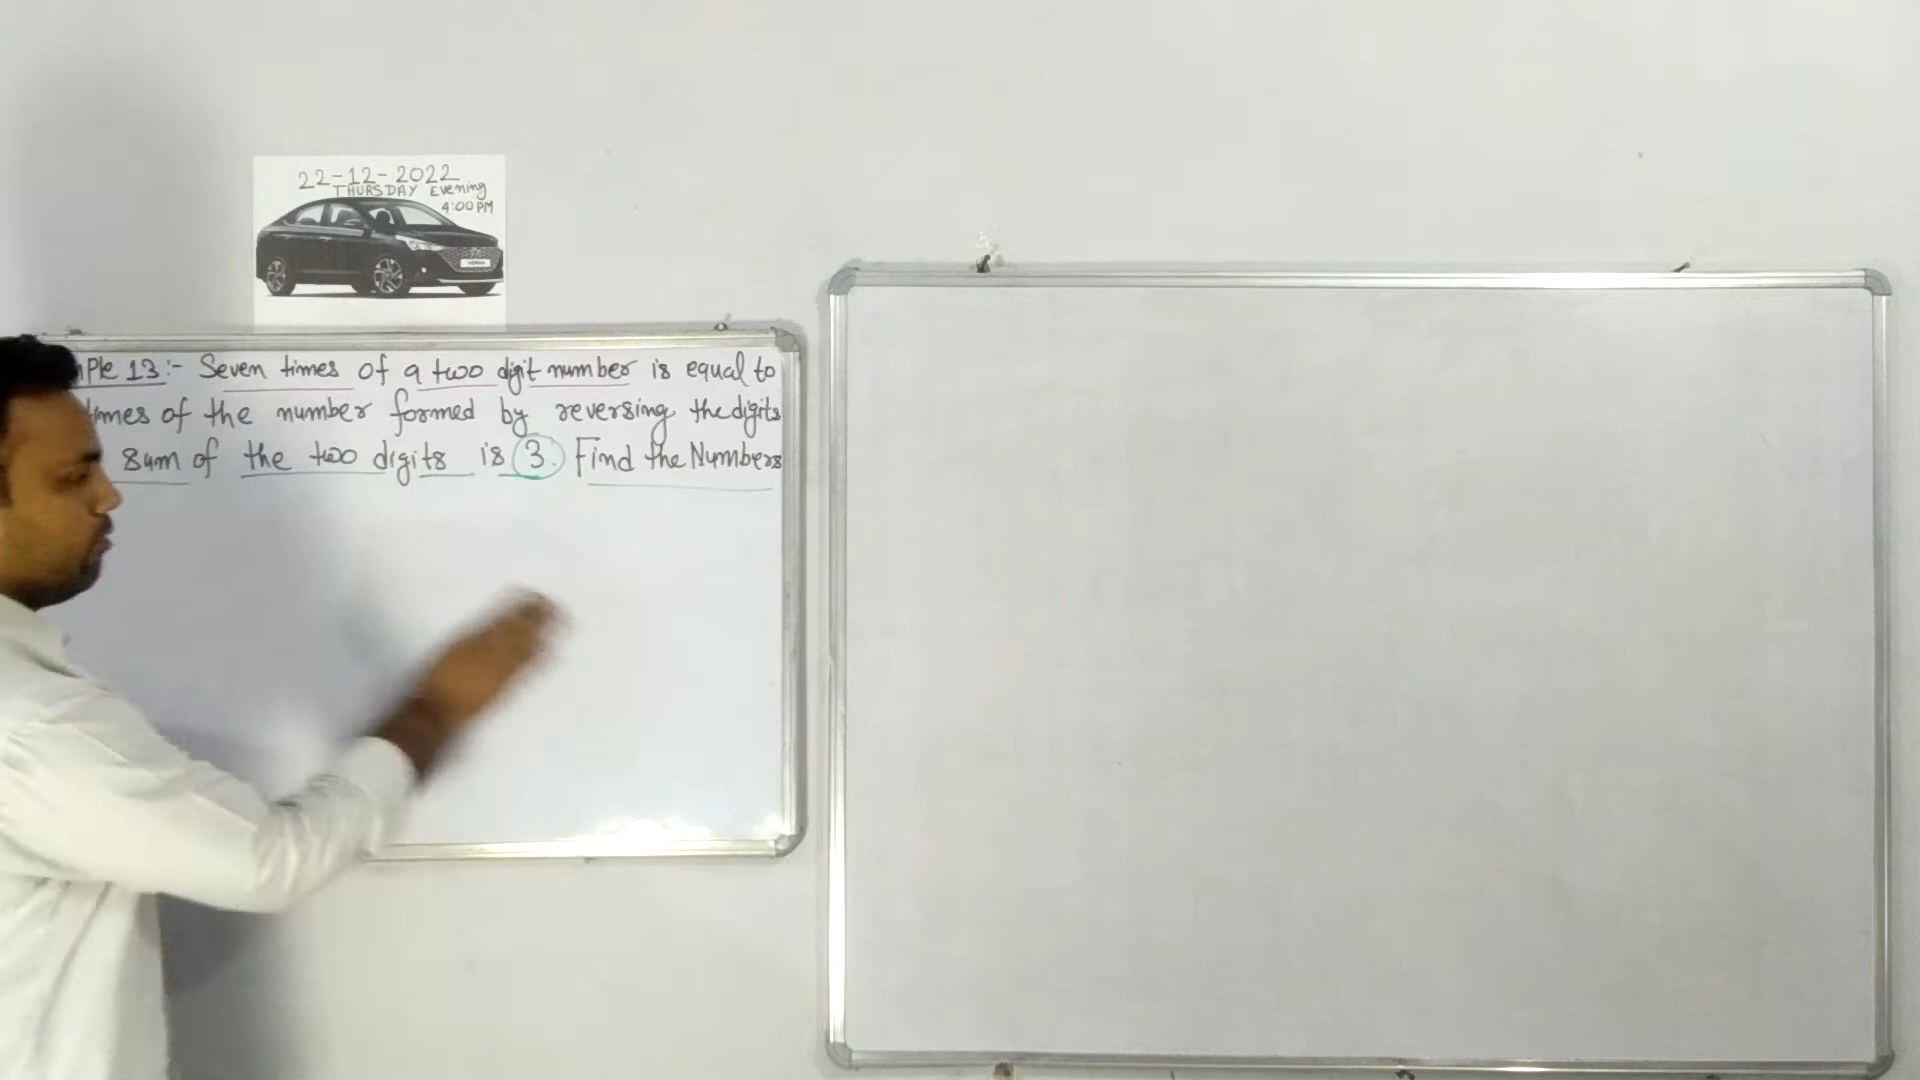 22-12-2022
THURSDAY Evening
4:00 PM
13:- Seven times of a two digit number is equal to
times of the number formed by reversing the digits
sum of the two digits is 3. Find the Numbers